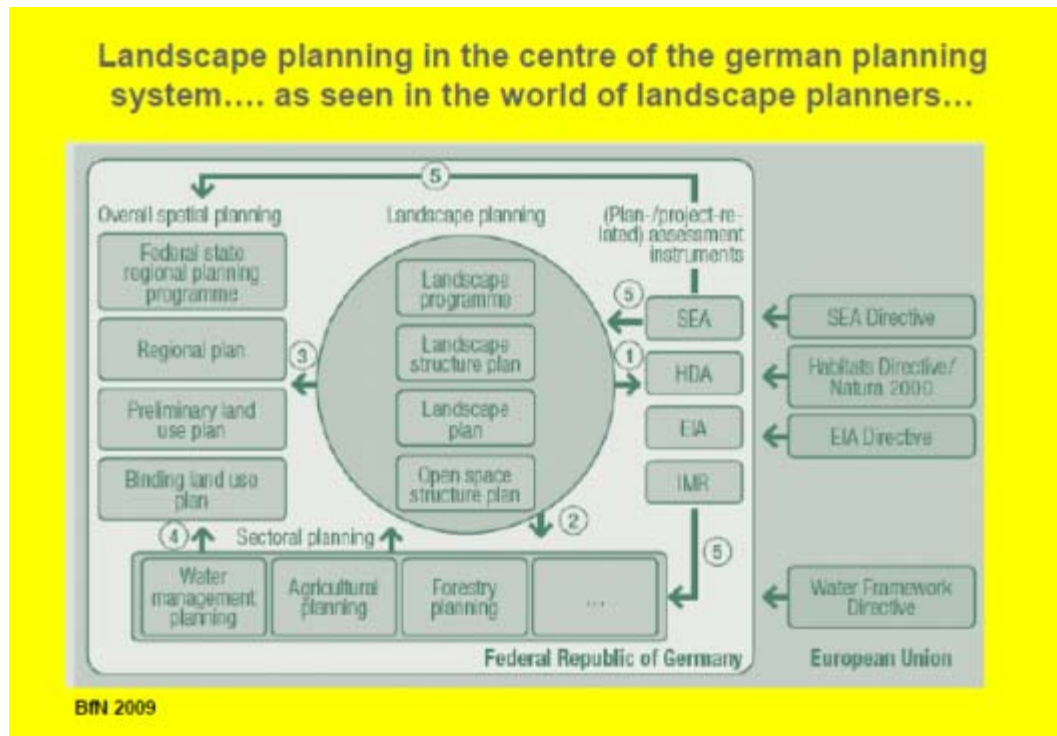 Landscape planning in the centre of the german planning
system.... as seen in the world of landscape planners...
5
Overall spatial planning
Landscape planning
(Plan-/project-re-
lated) assessment
instruments
Federal state
regional planning
programme
Regional plan
Preliminary land
use plan
Binding land use
plan
3
Landscape
programme
Landscape
structure plan
Landscape
plan
Open space
structure plan
5
1
SEA
HDA
EIA
IMR
SEA Directive
Habitats Directive/
Natura 2000
EIA Directive
4
Sectoral planning
2
5
Water
management
planning
Agricultural
planning
Forestry
planning
...
Water Framework
Directive
Federal Republic of Germany
European Union
BfN 2009